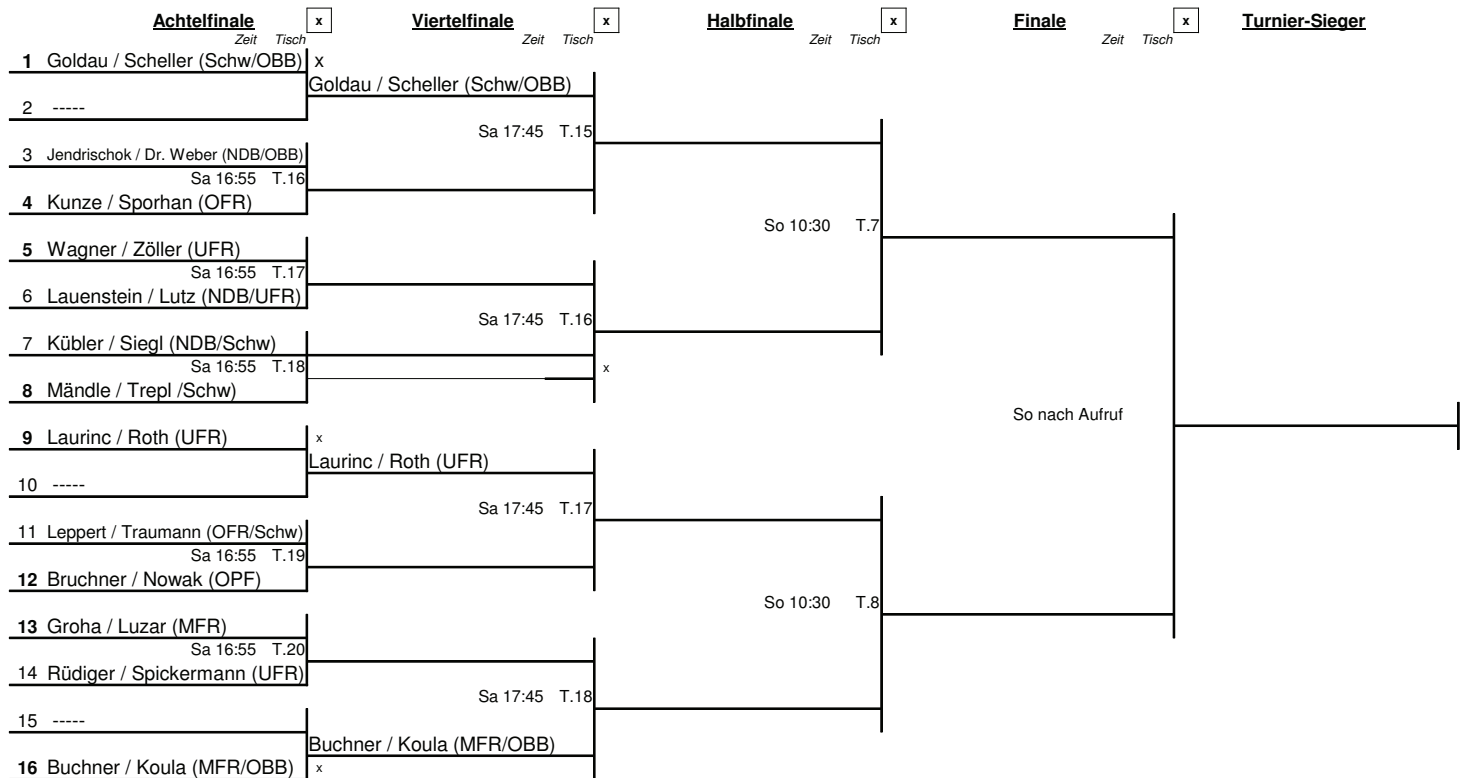 Achtelfinale x Viertelfinale x Halbfinale x Finale x Turnier-Sieger
Zeit Tisch Zeit Tisch Zeit Tisch Zeit Tisch
1 Goldau / Scheller (Schw/OBB) x
Goldau / Scheller (Schw/OBB)
2 -----
Sa 17:45 T.15
3 Jendrischok / Dr. Weber (NDB/OBB)
Sa 16:55 T.16
4 Kunze / Sporhan (OFR)
So 10:30 T.7
5 Wagner / Zöller (UFR)
Sa 16:55 T.17
6 Lauenstein / Lutz (NDB/UFR)
Sa 17:45 T.16
7 Kübler / Siegl (NDB/Schw)
Sa 16:55 T.18 x
8 Mändle / Trepl /Schw)
So nach Aufruf
9 Laurinc / Roth (UFR) x
Laurinc / Roth (UFR)
10 -----
Sa 17:45 T.17
11 Leppert / Traumann (OFR/Schw)
Sa 16:55 T.19
12 Bruchner / Nowak (OPF)
So 10:30 T.8
13 Groha / Luzar (MFR)
Sa 16:55 T.20
14 Rüdiger / Spickermann (UFR)
Sa 17:45 T.18
15 -----
Buchner / Koula (MFR/OBB)
16 Buchner / Koula (MFR/OBB) x